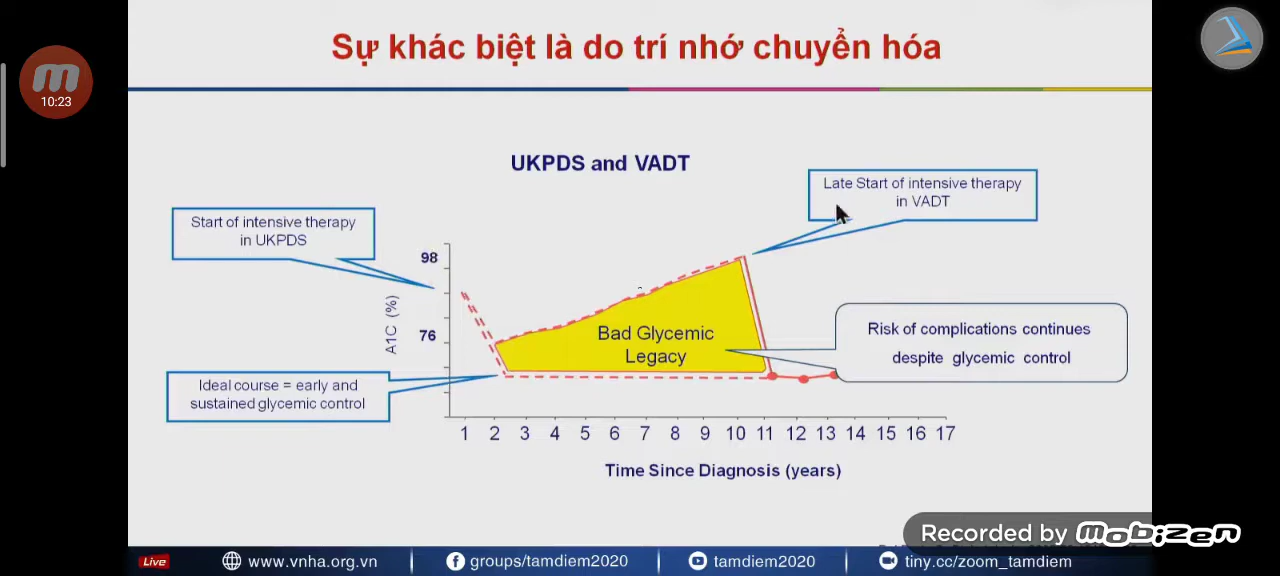 Sự khác biệt là do trí nhớ chuyển hóa
10:23
UKPDS and VADT
Late Start of intensive therapy
in VADT
Start of intensive therapy
in UKPDS
98
76
A1C (%)
Bad Glycemic
Legacy
Risk of complications continues
despite glycemic control
Ideal course = early and
sustained glycemic control
1 2 3 4 5 6 7 8 9 10 11 12 13 14 15 16 17
Time Since Diagnosis (years)
Recorded by mobizen
Live www.vnha.org.vn groups/tamdiem2020 tamdiem2020 tiny.cc/zoom_tamdiem